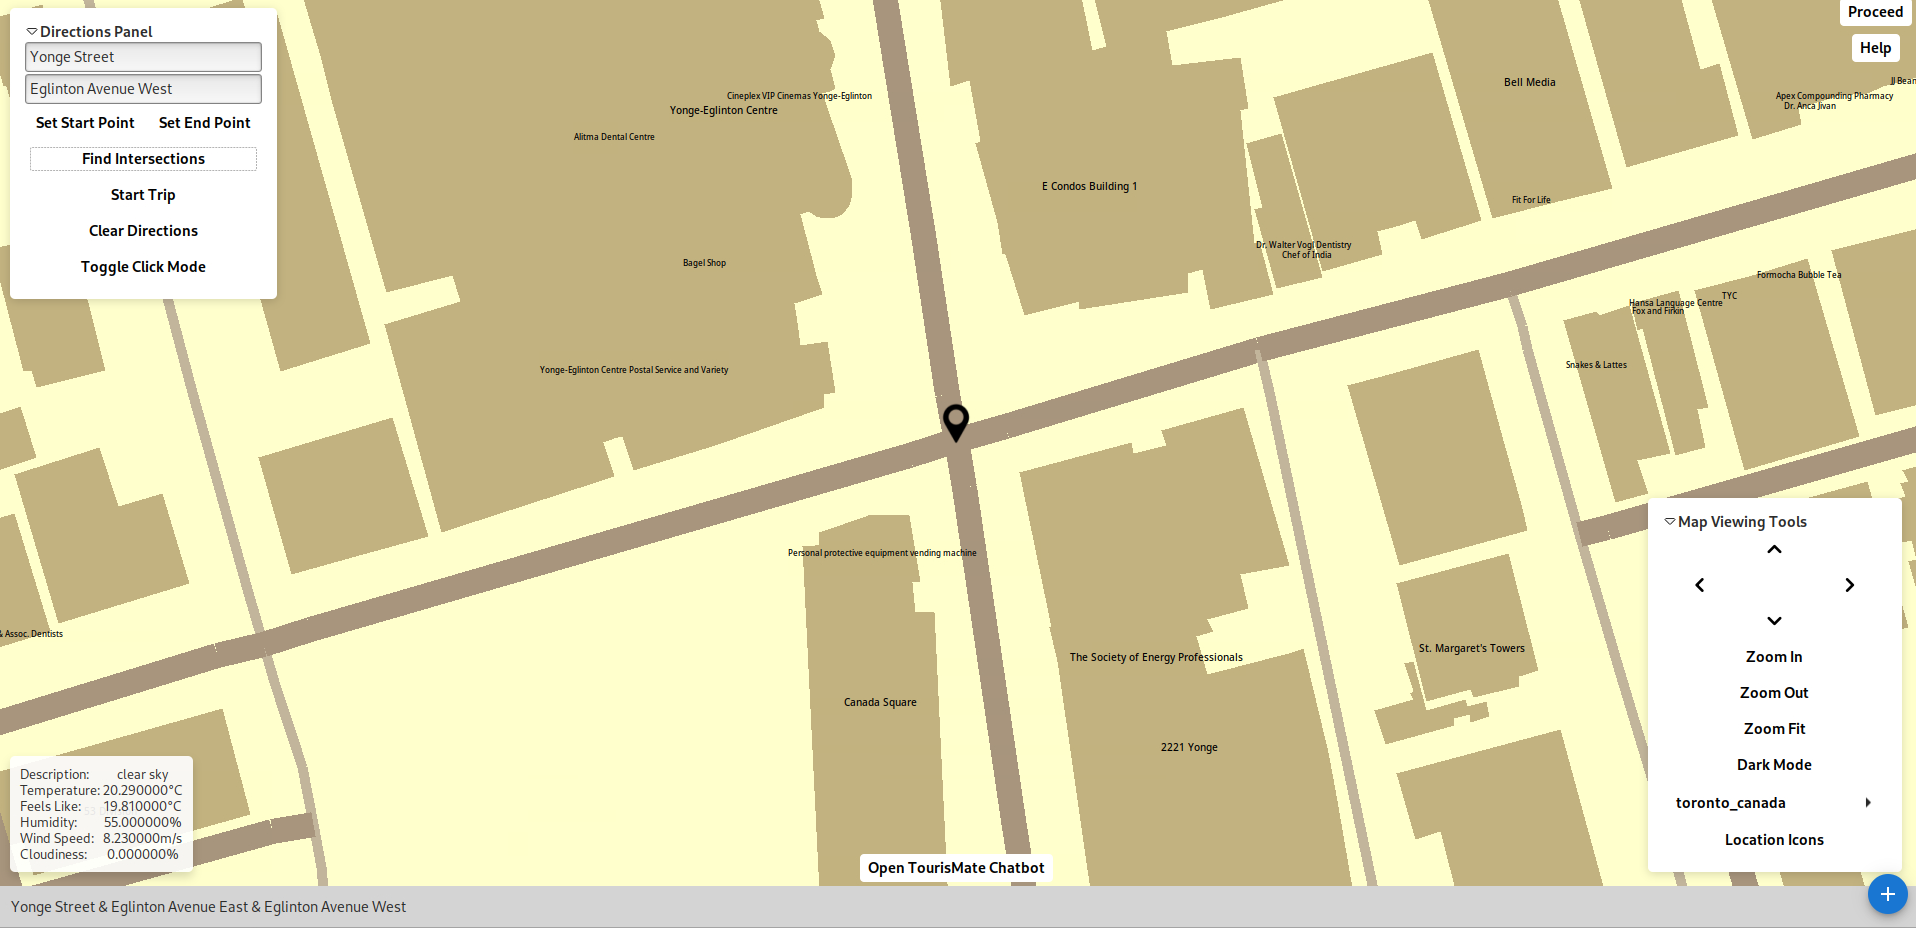 Directions Panel
Yonge Street
Eglinton Avenue West
Set Start Point
Set End Point
Find Intersections
Start Trip
Clear Directions
Toggle Click Mode
Proceed
Help
Cineplex VIP Cinemas Yonge-Eglinton
Yonge-Eglinton Centre
Alitma Dental Centre
Bagel Shop
Yonge-Eglinton Centre Postal Service and Variety
E Condos Building 1
Bell Media
JJ Bean
Apex Compounding Pharmacy
Dr. Anca Jivan
Fit For Life
Dr. Walter Vogl Dentistry
Chef of India
Formocha Bubble Tea
TYC
Hansa Language Centre
Fox and Firkin
Snakes & Lattes
Personal protective equipment vending machine
& Assoc. Dentists
The Society of Energy Professionals
St. Margaret's Towers
Canada Square
2221 Yonge
Map Viewing Tools
Zoom In
Zoom Out
Zoom Fit
Dark Mode
toronto_canada
Location Icons
Description: clear sky
Temperature: 20.290000°C
Feels Like: 19.810000°C
Humidity: 55.000000%
Wind Speed: 8.230000m/s
Cloudiness: 0.000000%
Open TourisMate Chatbot
Yonge Street & Eglinton Avenue East & Eglinton Avenue West